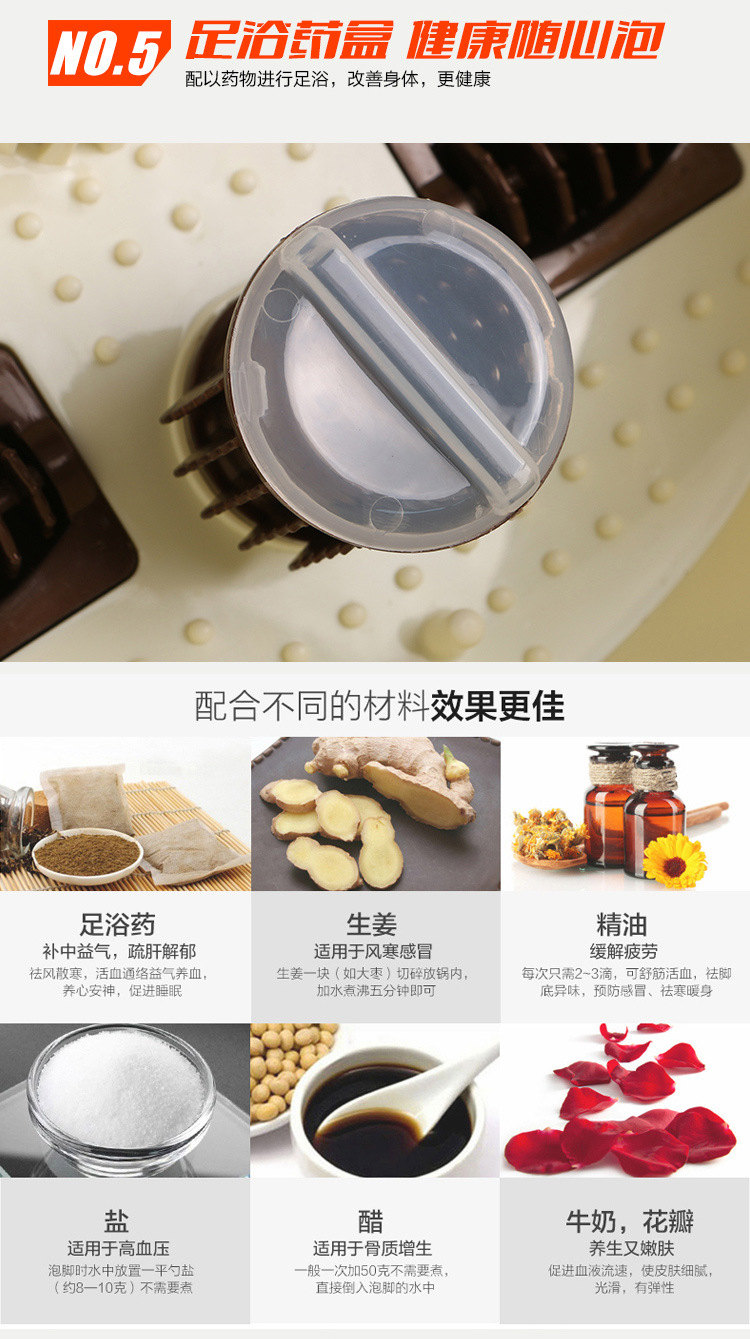 NO.5
足浴药盒 健康随心泡
配以药物进行足浴，改善身体，更健康
配合不同的材料效果更佳
足浴药
补中益气，疏肝解郁
祛风散寒，活血通络益气养血，
养心安神，促进睡眠
生姜
适用于风寒感冒
生姜一块（如大枣）切碎放锅内，
加水煮沸五分钟即可
精油
缓解疲劳
每次只需2~3滴，可舒筋活血，祛脚
底异味，预防感冒、祛寒暖身
盐
适用于高血压
泡脚时水中放置一平勺盐
（约8—10克）不需要煮
醋
适用于骨质增生
一般一次加50克不需要煮，
直接倒入泡脚的水中
牛奶，花瓣
养生又嫩肤
促进血液流速，使皮肤细腻，
光滑，有弹性